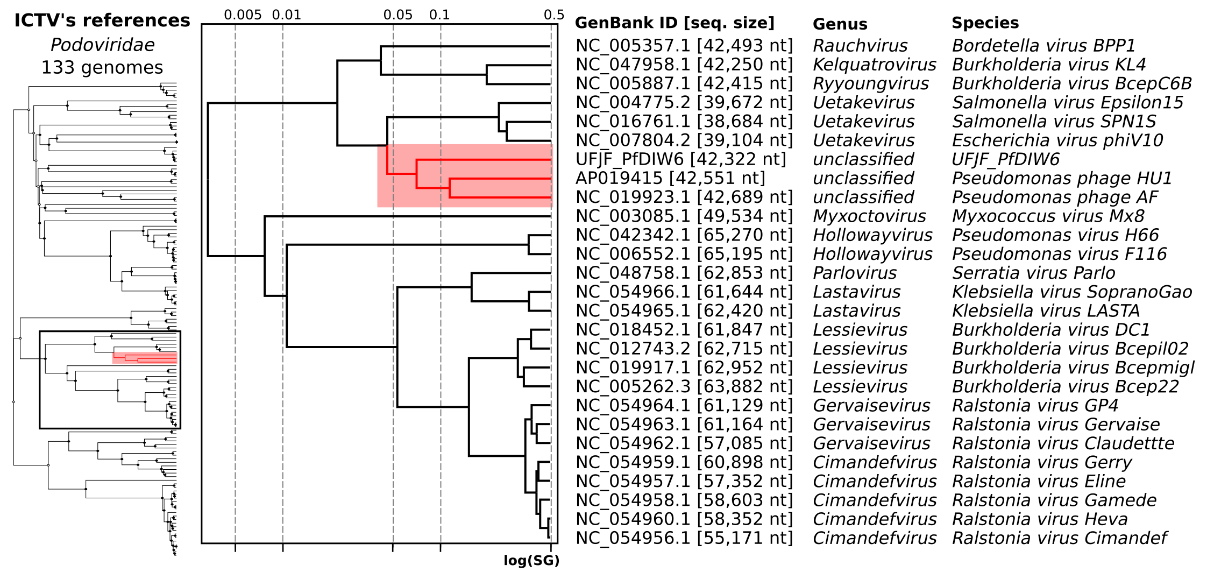 ICTV's references
Podoviridae
133 genomes
0.005 0.01 0.05 0.1 0.5
GenBank ID [seq. size] Genus Species
NC_005357.1 [42,493 nt] Rauchvirus Bordetella virus BPP1
NC_047958.1 [42,250 nt] Kelquatrovirus Burkholderia virus KL4
NC_005887.1 [42,415 nt] Ryyoungvirus Burkholderia virus BcepC6B
NC_004775.2 [39,672 nt] Uetakevirus Salmonella virus Epsilon15
NC_016761.1 [38,684 nt] Uetakevirus Salmonella virus SPN1S
NC_007804.2 [39,104 nt] Uetakevirus Escherichia virus phiV10
UFJF_PfDIW6 [42,322 nt] unclassified UFJF_PfDIW6
AP019415 [42,551 nt] unclassified Pseudomonas phage HU1
NC_019923.1 [42,689 nt] unclassified Pseudomonas phage AF
NC_003085.1 [49,534 nt] Myxoctovirus Myxococcus virus Mx8
NC_042342.1 [65,270 nt] Hollowayvirus Pseudomonas virus H66
NC_006552.1 [65,195 nt] Hollowayvirus Pseudomonas virus F116
NC_048758.1 [62,853 nt] Parlovirus Serratia virus Parlo
NC_054966.1 [61,644 nt] Lastavirus Klebsiella virus SopranoGao
NC_054965.1 [62,420 nt] Lastavirus Klebsiella virus LASTA
NC_018452.1 [61,847 nt] Lessievirus Burkholderia virus DC1
NC_012743.2 [62,715 nt] Lessievirus Burkholderia virus Bcepil02
NC_019917.1 [62,952 nt] Lessievirus Burkholderia virus Bcepmigl
NC_005262.3 [63,882 nt] Lessievirus Burkholderia virus Bcep22
NC_054964.1 [61,129 nt] Gervaisevirus Ralstonia virus GP4
NC_054963.1 [61,164 nt] Gervaisevirus Ralstonia virus Gervaise
NC_054962.1 [57,085 nt] Gervaisevirus Ralstonia virus Claudettte
NC_054959.1 [60,898 nt] Cimandefvirus Ralstonia virus Gerry
NC_054957.1 [57,352 nt] Cimandefvirus Ralstonia virus Eline
NC_054958.1 [58,603 nt] Cimandefvirus Ralstonia virus Gamede
NC_054960.1 [58,352 nt] Cimandefvirus Ralstonia virus Heva
NC_054956.1 [55,171 nt] Cimandefvirus Ralstonia virus Cimandef
log(SG)